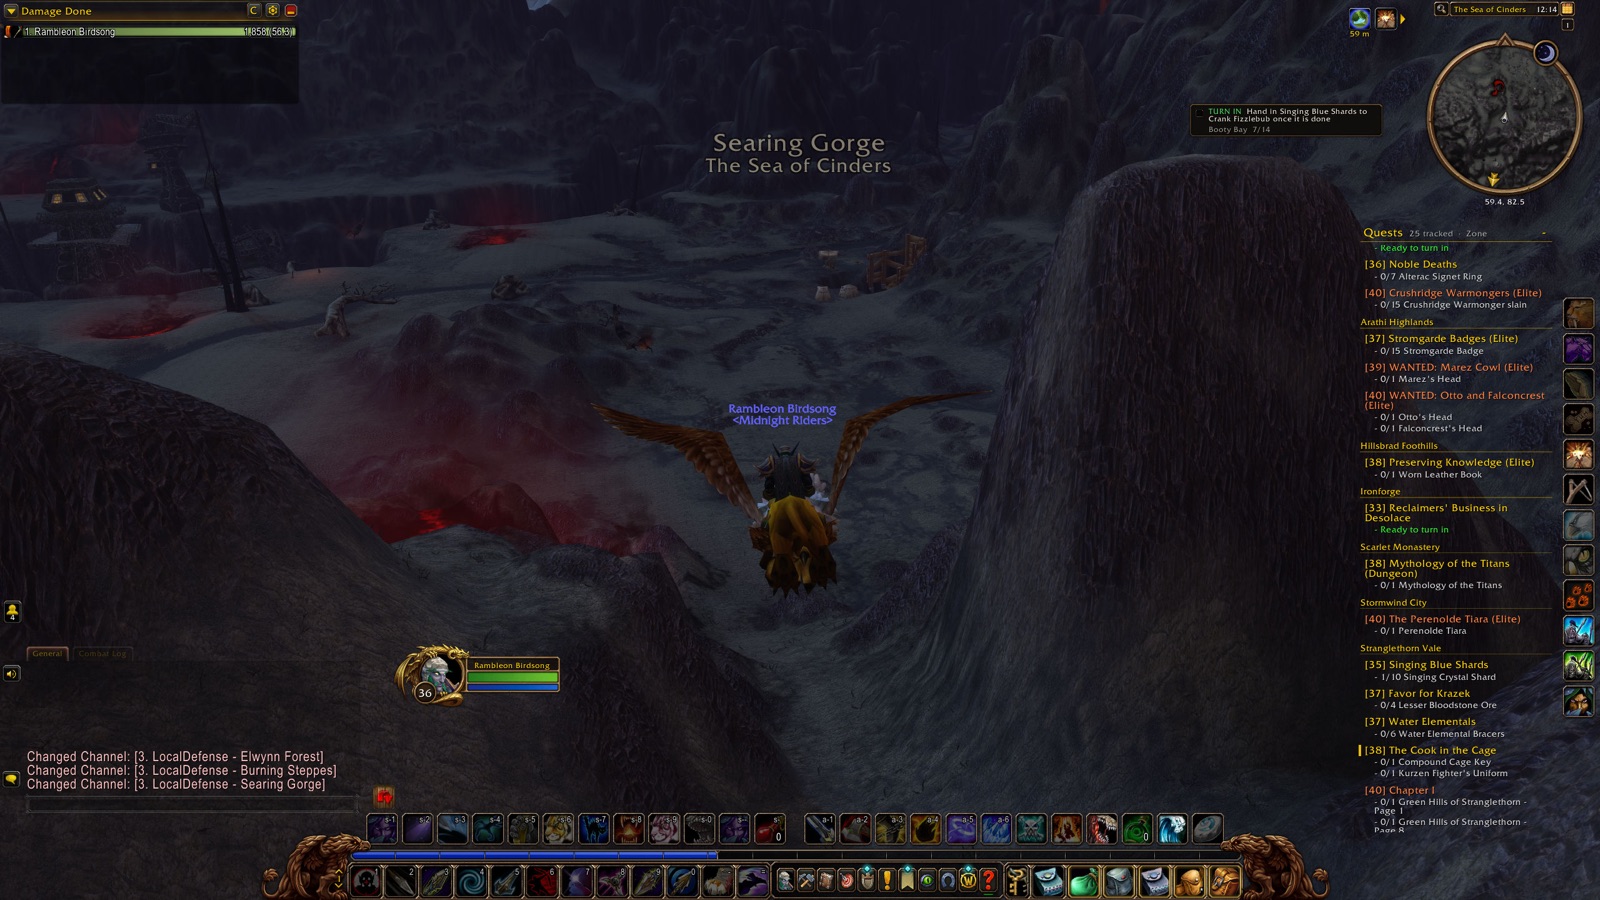 Damage Done
C
1. Rambleon Birdsong
59 m
The Sea of Cinders
12:14
Searing Gorge
The Sea of Cinders
TURN IN Hand in Singing Blue Shards to
Crank Fizzlebub once it is done
Booty Bay 7/14
59.4, 82.5
Quests 25 tracked · Zone -
- Ready to turn in
[36] Noble Deaths
- 0/7 Alterac Signet Ring
[40] Crushridge Warmongers (Elite)
- 0/15 Crushridge Warmonger slain
Arathi Highlands
[37] Stromgarde Badges (Elite)
- 0/15 Stromgarde Badge
[39] WANTED: Marez Cowl (Elite)
- 0/1 Marez's Head
[40] WANTED: Otto and Falconcrest
(Elite)
- 0/1 Otto's Head
- 0/1 Falconcrest's Head
Hillsbrad Foothills
[38] Preserving Knowledge (Elite)
- 0/1 Worn Leather Book
Ironforge
[33] Reclaimers' Business in
Desolace
- Ready to turn in
Scarlet Monastery
[38] Mythology of the Titans
(Dungeon)
- 0/1 Mythology of the Titans
Stormwind City
[40] The Perenolde Tiara (Elite)
- 0/1 Perenolde Tiara
Stranglethorn Vale
[35] Singing Blue Shards
- 1/10 Singing Crystal Shard
[37] Favor for Krazek
- 0/4 Lesser Bloodstone Ore
[37] Water Elementals
- 0/6 Water Elemental Bracers
[38] The Cook in the Cage
- 0/1 Compound Cage Key
- 0/1 Kurzen Fighter's Uniform
[40] Chapter I
- 0/1 Green Hills of Stranglethorn -
Page 1
- 0/1 Green Hills of Stranglethorn -
Page 8
Rambleon Birdsong
<Midnight Riders>
4
General
Combat Log
Rambleon Birdsong
36
Changed Channel: [3. LocalDefense - Elwynn Forest]
Changed Channel: [3. LocalDefense - Burning Steppes]
Changed Channel: [3. LocalDefense - Searing Gorge]